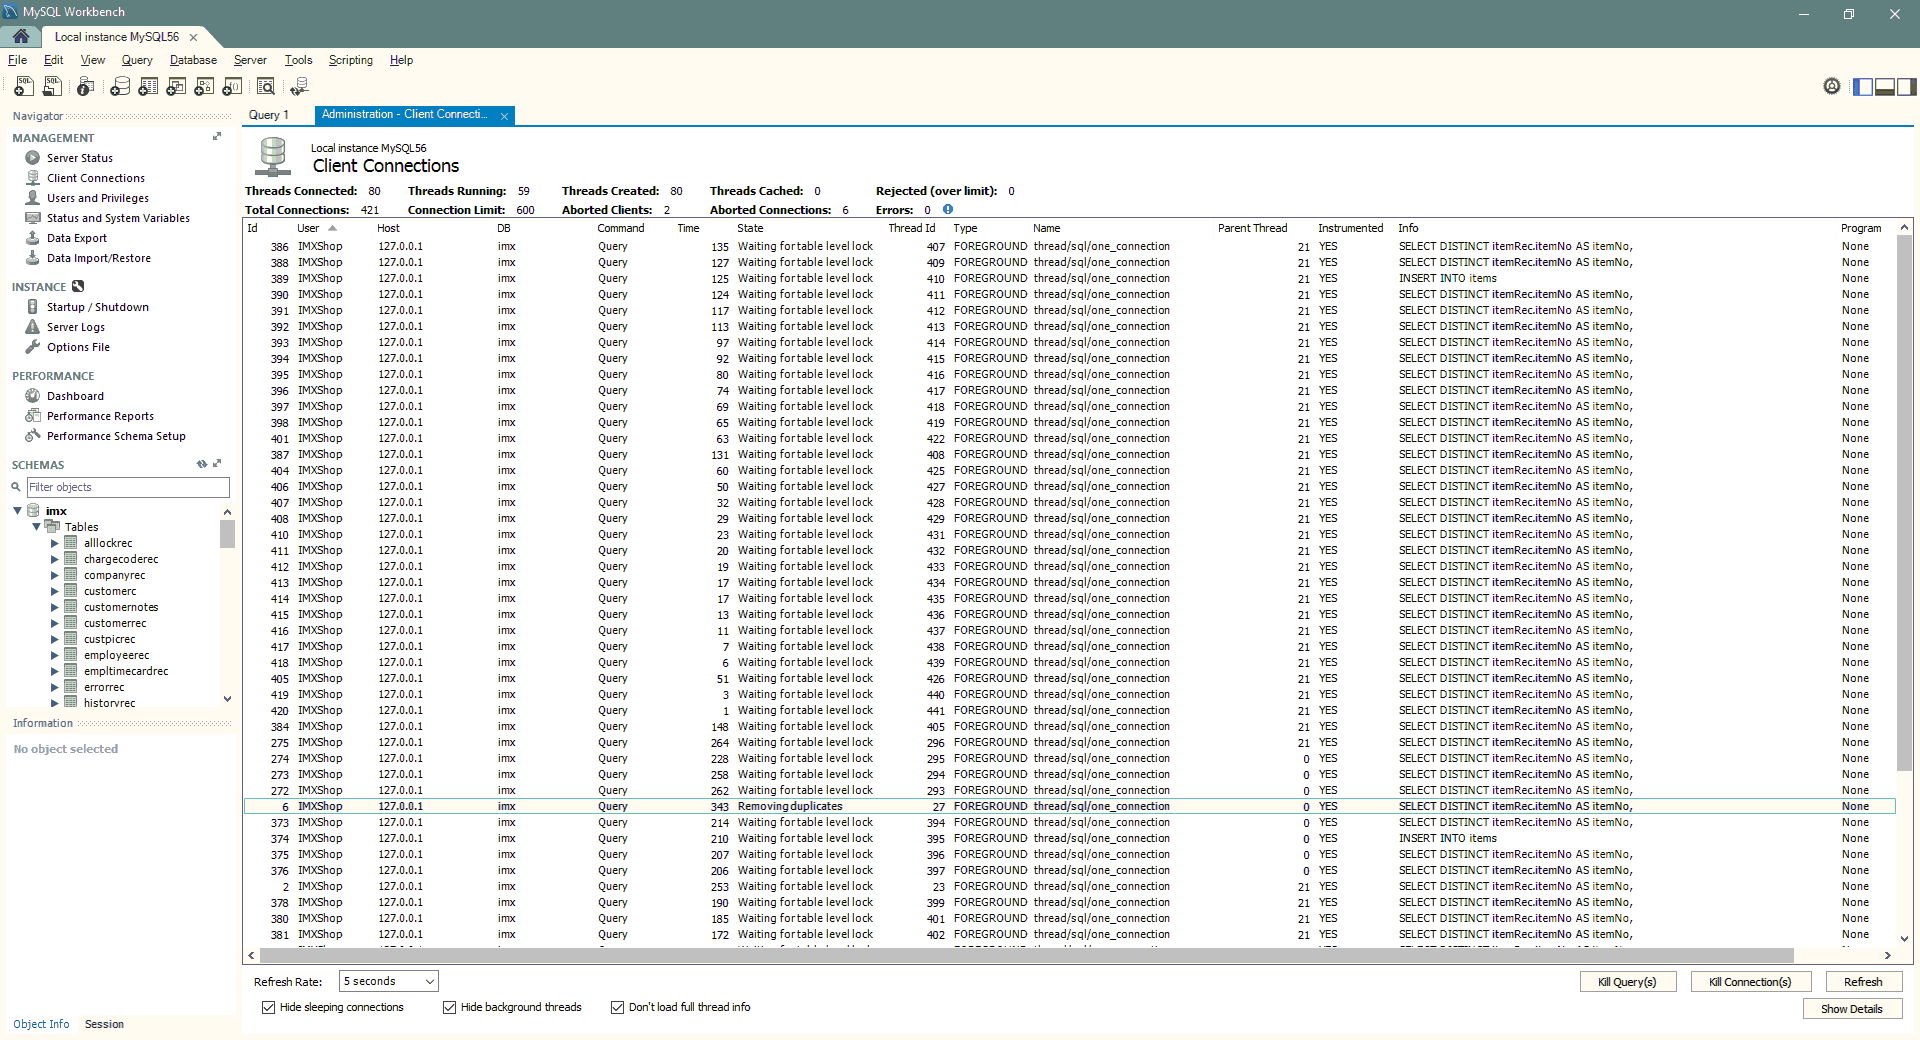 MySQL Workbench
Local instance MySQL56
File Edit View Query Database Server Tools Scripting Help
Navigator
MANAGEMENT
Server Status
Client Connections
Users and Privileges
Status and System Variables
Data Export
Data Import/Restore
INSTANCE
Startup / Shutdown
Server Logs
Options File
PERFORMANCE
Dashboard
Performance Reports
Performance Schema Setup
SCHEMAS
Filter objects
imx
Tables
alllockrec
chargecoderec
companyrec
customerc
customernotes
customerrec
custpicrec
employeerec
empltimecardrec
errorrec
historyrec
Information
No object selected
Object Info Session
Query 1 Administration - Client Connecti...
Local instance MySQL56
Client Connections
Threads Connected: 80 Threads Running: 59 Threads Created: 80 Threads Cached: 0 Rejected (over limit): 0
Total Connections: 421 Connection Limit: 600 Aborted Clients: 2 Aborted Connections: 6 Errors: 0
Id User Host DB Command Time State Thread Id Type Name Parent Thread Instrumented Info Program
386 IMXShop 127.0.0.1 imx Query 135 Waiting for table level lock 407 FOREGROUND thread/sql/one_connection 21 YES SELECT DISTINCT itemRec.itemNo AS itemNo, None
388 IMXShop 127.0.0.1 imx Query 127 Waiting for table level lock 409 FOREGROUND thread/sql/one_connection 21 YES SELECT DISTINCT itemRec.itemNo AS itemNo, None
389 IMXShop 127.0.0.1 imx Query 125 Waiting for table level lock 410 FOREGROUND thread/sql/one_connection 21 YES INSERT INTO items None
390 IMXShop 127.0.0.1 imx Query 124 Waiting for table level lock 411 FOREGROUND thread/sql/one_connection 21 YES SELECT DISTINCT itemRec.itemNo AS itemNo, None
391 IMXShop 127.0.0.1 imx Query 117 Waiting for table level lock 412 FOREGROUND thread/sql/one_connection 21 YES SELECT DISTINCT itemRec.itemNo AS itemNo, None
392 IMXShop 127.0.0.1 imx Query 113 Waiting for table level lock 413 FOREGROUND thread/sql/one_connection 21 YES SELECT DISTINCT itemRec.itemNo AS itemNo, None
393 IMXShop 127.0.0.1 imx Query 97 Waiting for table level lock 414 FOREGROUND thread/sql/one_connection 21 YES SELECT DISTINCT itemRec.itemNo AS itemNo, None
394 IMXShop 127.0.0.1 imx Query 92 Waiting for table level lock 415 FOREGROUND thread/sql/one_connection 21 YES SELECT DISTINCT itemRec.itemNo AS itemNo, None
395 IMXShop 127.0.0.1 imx Query 80 Waiting for table level lock 416 FOREGROUND thread/sql/one_connection 21 YES SELECT DISTINCT itemRec.itemNo AS itemNo, None
396 IMXShop 127.0.0.1 imx Query 74 Waiting for table level lock 417 FOREGROUND thread/sql/one_connection 21 YES SELECT DISTINCT itemRec.itemNo AS itemNo, None
397 IMXShop 127.0.0.1 imx Query 69 Waiting for table level lock 418 FOREGROUND thread/sql/one_connection 21 YES SELECT DISTINCT itemRec.itemNo AS itemNo, None
398 IMXShop 127.0.0.1 imx Query 65 Waiting for table level lock 419 FOREGROUND thread/sql/one_connection 21 YES SELECT DISTINCT itemRec.itemNo AS itemNo, None
401 IMXShop 127.0.0.1 imx Query 63 Waiting for table level lock 422 FOREGROUND thread/sql/one_connection 21 YES SELECT DISTINCT itemRec.itemNo AS itemNo, None
387 IMXShop 127.0.0.1 imx Query 131 Waiting for table level lock 408 FOREGROUND thread/sql/one_connection 21 YES SELECT DISTINCT itemRec.itemNo AS itemNo, None
404 IMXShop 127.0.0.1 imx Query 60 Waiting for table level lock 425 FOREGROUND thread/sql/one_connection 21 YES SELECT DISTINCT itemRec.itemNo AS itemNo, None
406 IMXShop 127.0.0.1 imx Query 50 Waiting for table level lock 427 FOREGROUND thread/sql/one_connection 21 YES SELECT DISTINCT itemRec.itemNo AS itemNo, None
407 IMXShop 127.0.0.1 imx Query 32 Waiting for table level lock 428 FOREGROUND thread/sql/one_connection 21 YES SELECT DISTINCT itemRec.itemNo AS itemNo, None
408 IMXShop 127.0.0.1 imx Query 29 Waiting for table level lock 429 FOREGROUND thread/sql/one_connection 21 YES SELECT DISTINCT itemRec.itemNo AS itemNo, None
410 IMXShop 127.0.0.1 imx Query 23 Waiting for table level lock 431 FOREGROUND thread/sql/one_connection 21 YES SELECT DISTINCT itemRec.itemNo AS itemNo, None
411 IMXShop 127.0.0.1 imx Query 20 Waiting for table level lock 432 FOREGROUND thread/sql/one_connection 21 YES SELECT DISTINCT itemRec.itemNo AS itemNo, None
412 IMXShop 127.0.0.1 imx Query 19 Waiting for table level lock 433 FOREGROUND thread/sql/one_connection 21 YES SELECT DISTINCT itemRec.itemNo AS itemNo, None
413 IMXShop 127.0.0.1 imx Query 17 Waiting for table level lock 434 FOREGROUND thread/sql/one_connection 21 YES SELECT DISTINCT itemRec.itemNo AS itemNo, None
414 IMXShop 127.0.0.1 imx Query 17 Waiting for table level lock 435 FOREGROUND thread/sql/one_connection 21 YES SELECT DISTINCT itemRec.itemNo AS itemNo, None
415 IMXShop 127.0.0.1 imx Query 13 Waiting for table level lock 436 FOREGROUND thread/sql/one_connection 21 YES SELECT DISTINCT itemRec.itemNo AS itemNo, None
416 IMXShop 127.0.0.1 imx Query 11 Waiting for table level lock 437 FOREGROUND thread/sql/one_connection 21 YES SELECT DISTINCT itemRec.itemNo AS itemNo, None
417 IMXShop 127.0.0.1 imx Query 7 Waiting for table level lock 438 FOREGROUND thread/sql/one_connection 21 YES SELECT DISTINCT itemRec.itemNo AS itemNo, None
418 IMXShop 127.0.0.1 imx Query 6 Waiting for table level lock 439 FOREGROUND thread/sql/one_connection 21 YES SELECT DISTINCT itemRec.itemNo AS itemNo, None
405 IMXShop 127.0.0.1 imx Query 51 Waiting for table level lock 426 FOREGROUND thread/sql/one_connection 21 YES SELECT DISTINCT itemRec.itemNo AS itemNo, None
419 IMXShop 127.0.0.1 imx Query 3 Waiting for table level lock 440 FOREGROUND thread/sql/one_connection 21 YES SELECT DISTINCT itemRec.itemNo AS itemNo, None
420 IMXShop 127.0.0.1 imx Query 1 Waiting for table level lock 441 FOREGROUND thread/sql/one_connection 21 YES SELECT DISTINCT itemRec.itemNo AS itemNo, None
384 IMXShop 127.0.0.1 imx Query 148 Waiting for table level lock 405 FOREGROUND thread/sql/one_connection 21 YES SELECT DISTINCT itemRec.itemNo AS itemNo, None
275 IMXShop 127.0.0.1 imx Query 264 Waiting for table level lock 296 FOREGROUND thread/sql/one_connection 21 YES SELECT DISTINCT itemRec.itemNo AS itemNo, None
274 IMXShop 127.0.0.1 imx Query 228 Waiting for table level lock 295 FOREGROUND thread/sql/one_connection 0 YES SELECT DISTINCT itemRec.itemNo AS itemNo, None
273 IMXShop 127.0.0.1 imx Query 258 Waiting for table level lock 294 FOREGROUND thread/sql/one_connection 0 YES SELECT DISTINCT itemRec.itemNo AS itemNo, None
272 IMXShop 127.0.0.1 imx Query 262 Waiting for table level lock 293 FOREGROUND thread/sql/one_connection 0 YES SELECT DISTINCT itemRec.itemNo AS itemNo, None
6 IMXShop 127.0.0.1 imx Query 343 Removing duplicates 27 FOREGROUND thread/sql/one_connection 0 YES SELECT DISTINCT itemRec.itemNo AS itemNo, None
373 IMXShop 127.0.0.1 imx Query 214 Waiting for table level lock 394 FOREGROUND thread/sql/one_connection 0 YES SELECT DISTINCT itemRec.itemNo AS itemNo, None
374 IMXShop 127.0.0.1 imx Query 210 Waiting for table level lock 395 FOREGROUND thread/sql/one_connection 0 YES INSERT INTO items None
375 IMXShop 127.0.0.1 imx Query 207 Waiting for table level lock 396 FOREGROUND thread/sql/one_connection 0 YES SELECT DISTINCT itemRec.itemNo AS itemNo, None
376 IMXShop 127.0.0.1 imx Query 206 Waiting for table level lock 397 FOREGROUND thread/sql/one_connection 0 YES SELECT DISTINCT itemRec.itemNo AS itemNo, None
2 IMXShop 127.0.0.1 imx Query 253 Waiting for table level lock 23 FOREGROUND thread/sql/one_connection 21 YES SELECT DISTINCT itemRec.itemNo AS itemNo, None
378 IMXShop 127.0.0.1 imx Query 190 Waiting for table level lock 399 FOREGROUND thread/sql/one_connection 21 YES SELECT DISTINCT itemRec.itemNo AS itemNo, None
380 IMXShop 127.0.0.1 imx Query 185 Waiting for table level lock 401 FOREGROUND thread/sql/one_connection 21 YES SELECT DISTINCT itemRec.itemNo AS itemNo, None
381 IMXShop 127.0.0.1 imx Query 172 Waiting for table level lock 402 FOREGROUND thread/sql/one_connection 21 YES SELECT DISTINCT itemRec.itemNo AS itemNo, None
Refresh Rate: 5 seconds Kill Query(s) Kill Connection(s) Refresh
Hide sleeping connections Hide background threads Don't load full thread info Show Details